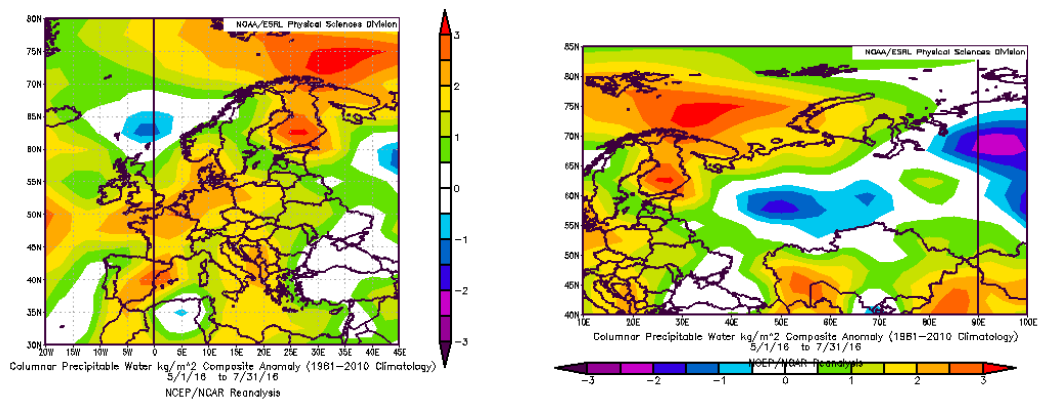 NOAA/ESRL Physical Sciences Division
80N
75N
70N
65N
60N
55N
50N
45N
40N
35N
30N
20W 15W 10W 5W 0 5E 10E 15E 20E 25E 30E 35E 40E 45E
3
2
1
0
-1
-2
-3
Columnar Precipitable Water kg/m^2 Composite Anomaly (1981-2010 Climatology)
5/1/16 to 7/31/16
NCEP/NCAR Reanalysis
NOAA/ESRL Physical Sciences Division
85N
80N
75N
70N
65N
60N
55N
50N
45N
40N
10E 20E 30E 40E 50E 60E 70E 80E 90E 100E
Columnar Precipitable Water kg/m^2 Composite Anomaly (1981-2010 Climatology)
5/1/16 to 7/31/16
NCEP/NCAR Reanalysis
-3 -2 -1 0 1 2 3